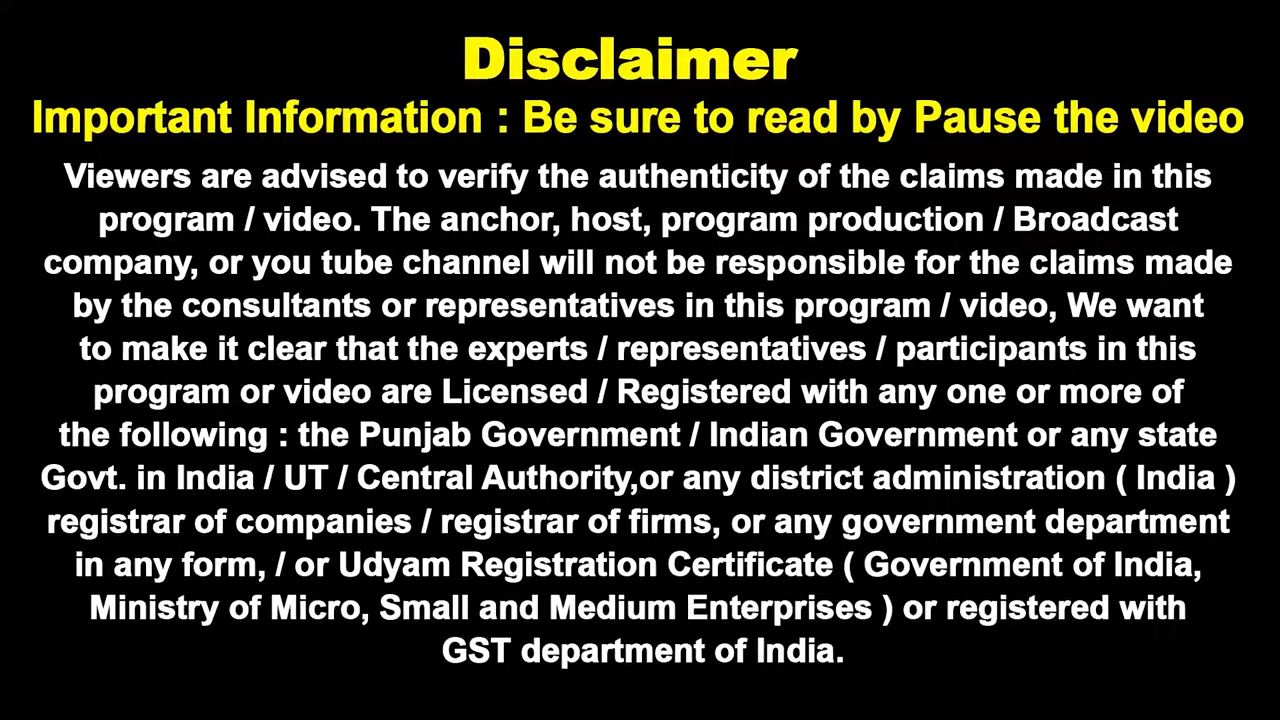 Disclaimer
Important Information : Be sure to read by Pause the video
Viewers are advised to verify the authenticity of the claims made in this
program / video. The anchor, host, program production / Broadcast
company, or you tube channel will not be responsible for the claims made
by the consultants or representatives in this program / video, We want
to make it clear that the experts / representatives / participants in this
program or video are Licensed / Registered with any one or more of
the following : the Punjab Government / Indian Government or any state
Govt. in India / UT / Central Authority,or any district administration ( India )
registrar of companies / registrar of firms, or any government department
in any form, / or Udyam Registration Certificate ( Government of India,
Ministry of Micro, Small and Medium Enterprises ) or registered with
GST department of India.